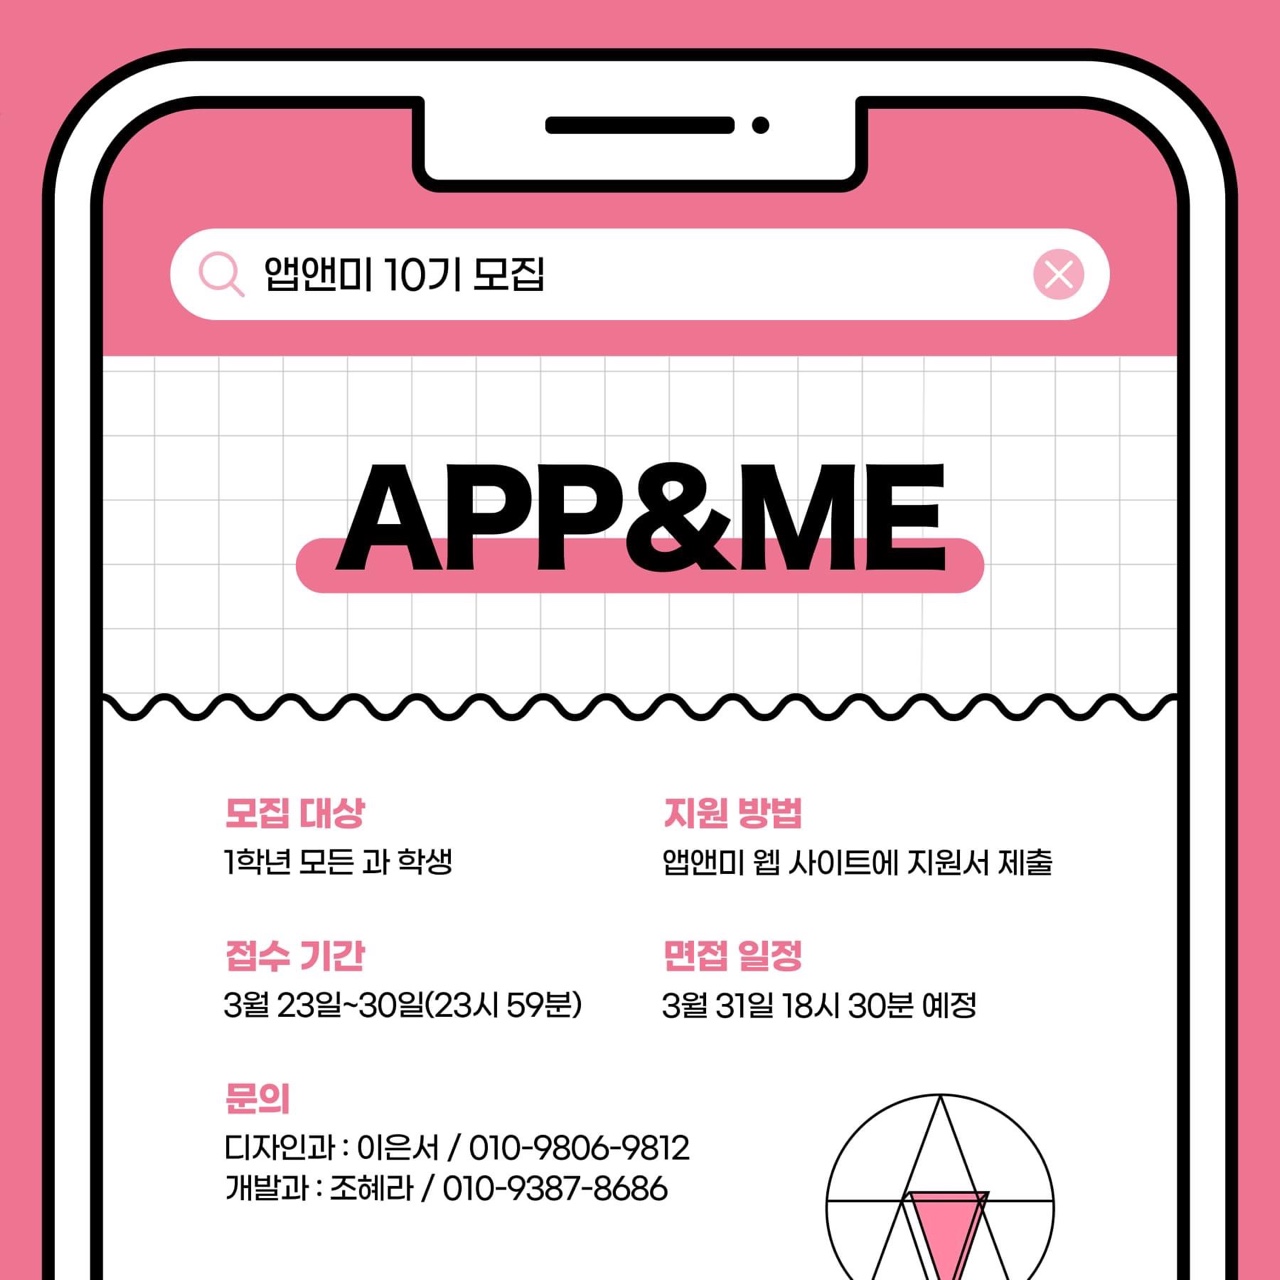 앱앤미 10기 모집
APP&ME
모집 대상
1학년 모든 과 학생
지원 방법
앱앤미 웹 사이트에 지원서 제출
접수 기간
3월 23일~30일(23시 59분)
면접 일정
3월 31일 18시 30분 예정
문의
디자인과 : 이은서 / 010-9806-9812
개발과 : 조혜라 / 010-9387-8686